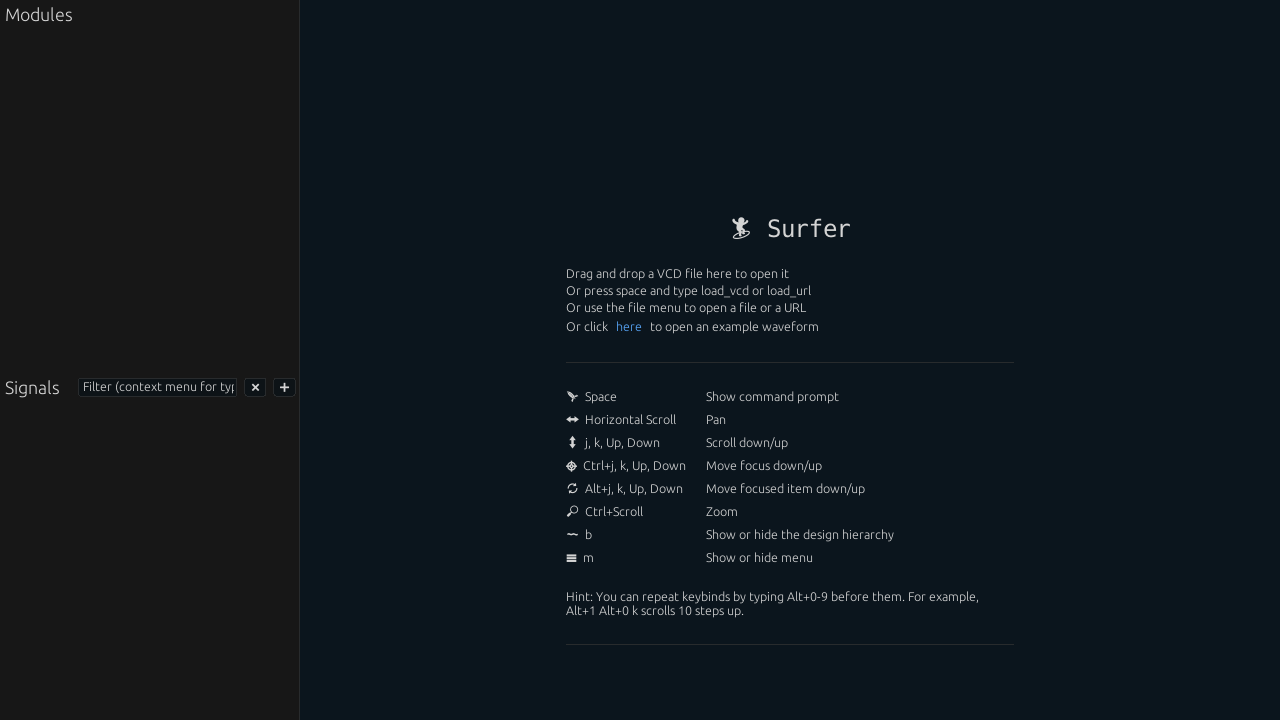 Modules
Surfer
Drag and drop a VCD file here to open it
Or press space and type load_vcd or load_url
Or use the file menu to open a file or a URL
Or click here to open an example waveform
Signals Filter (context menu for typ
Space Show command prompt
Horizontal Scroll Pan
j, k, Up, Down Scroll down/up
Ctrl+j, k, Up, Down Move focus down/up
Alt+j, k, Up, Down Move focused item down/up
Ctrl+Scroll Zoom
b Show or hide the design hierarchy
m Show or hide menu
Hint: You can repeat keybinds by typing Alt+0-9 before them. For example,
Alt+1 Alt+0 k scrolls 10 steps up.